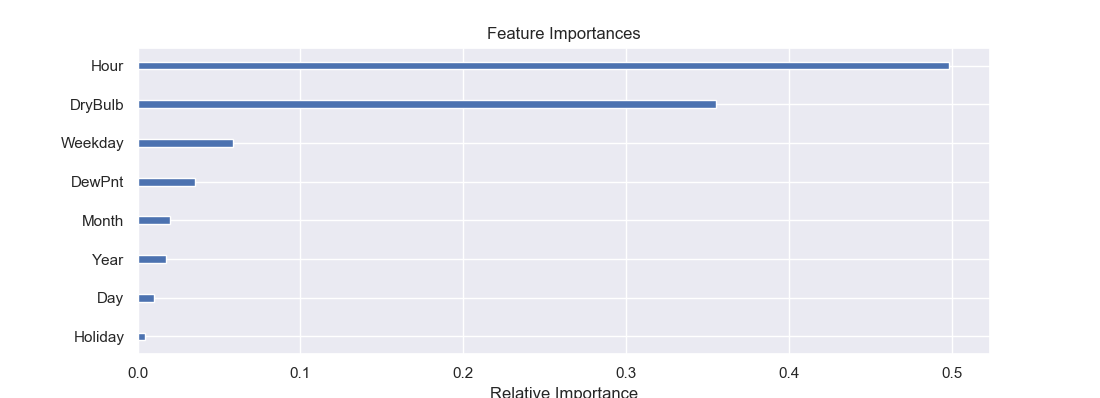 Feature Importances
Hour
DryBulb
Weekday
DewPnt
Month
Year
Day
Holiday
0.0 0.1 0.2 0.3 0.4 0.5
Relative Importance